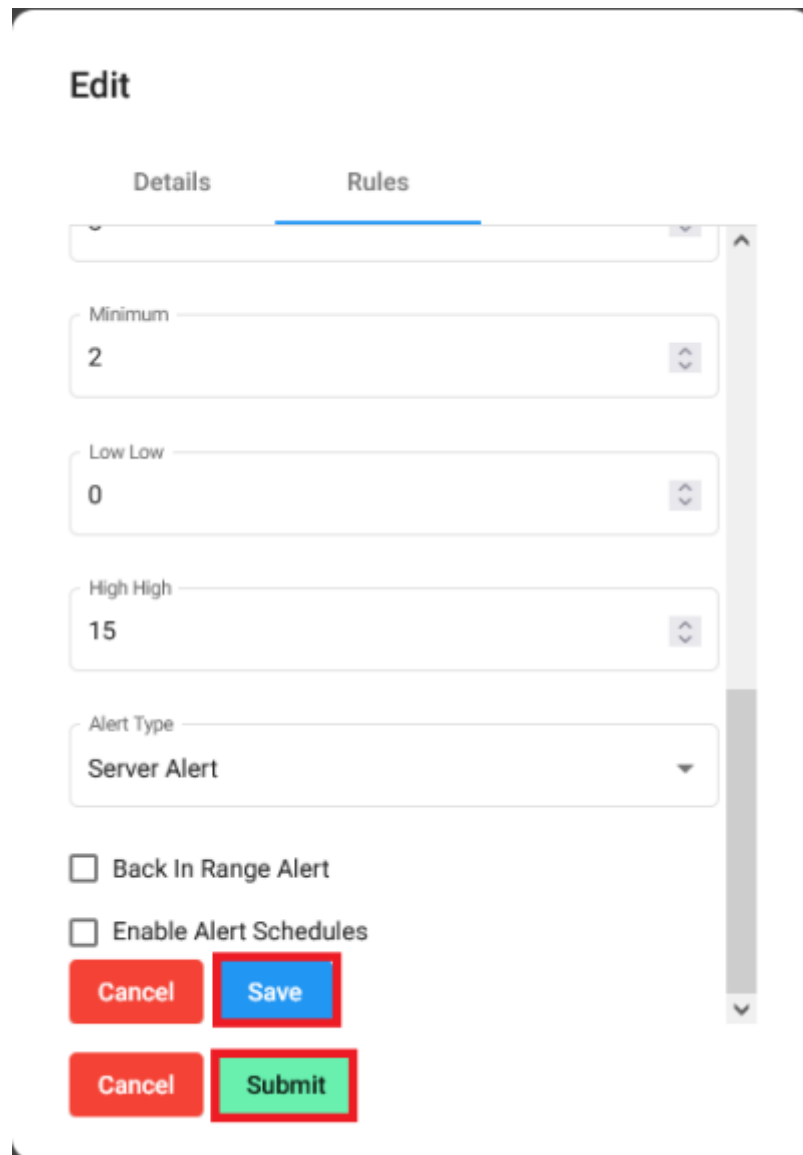 Edit
Details Rules
Minimum
2
Low Low
0
High High
15
Alert Type
Server Alert
Back In Range Alert
Enable Alert Schedules
Cancel Save
Cancel Submit